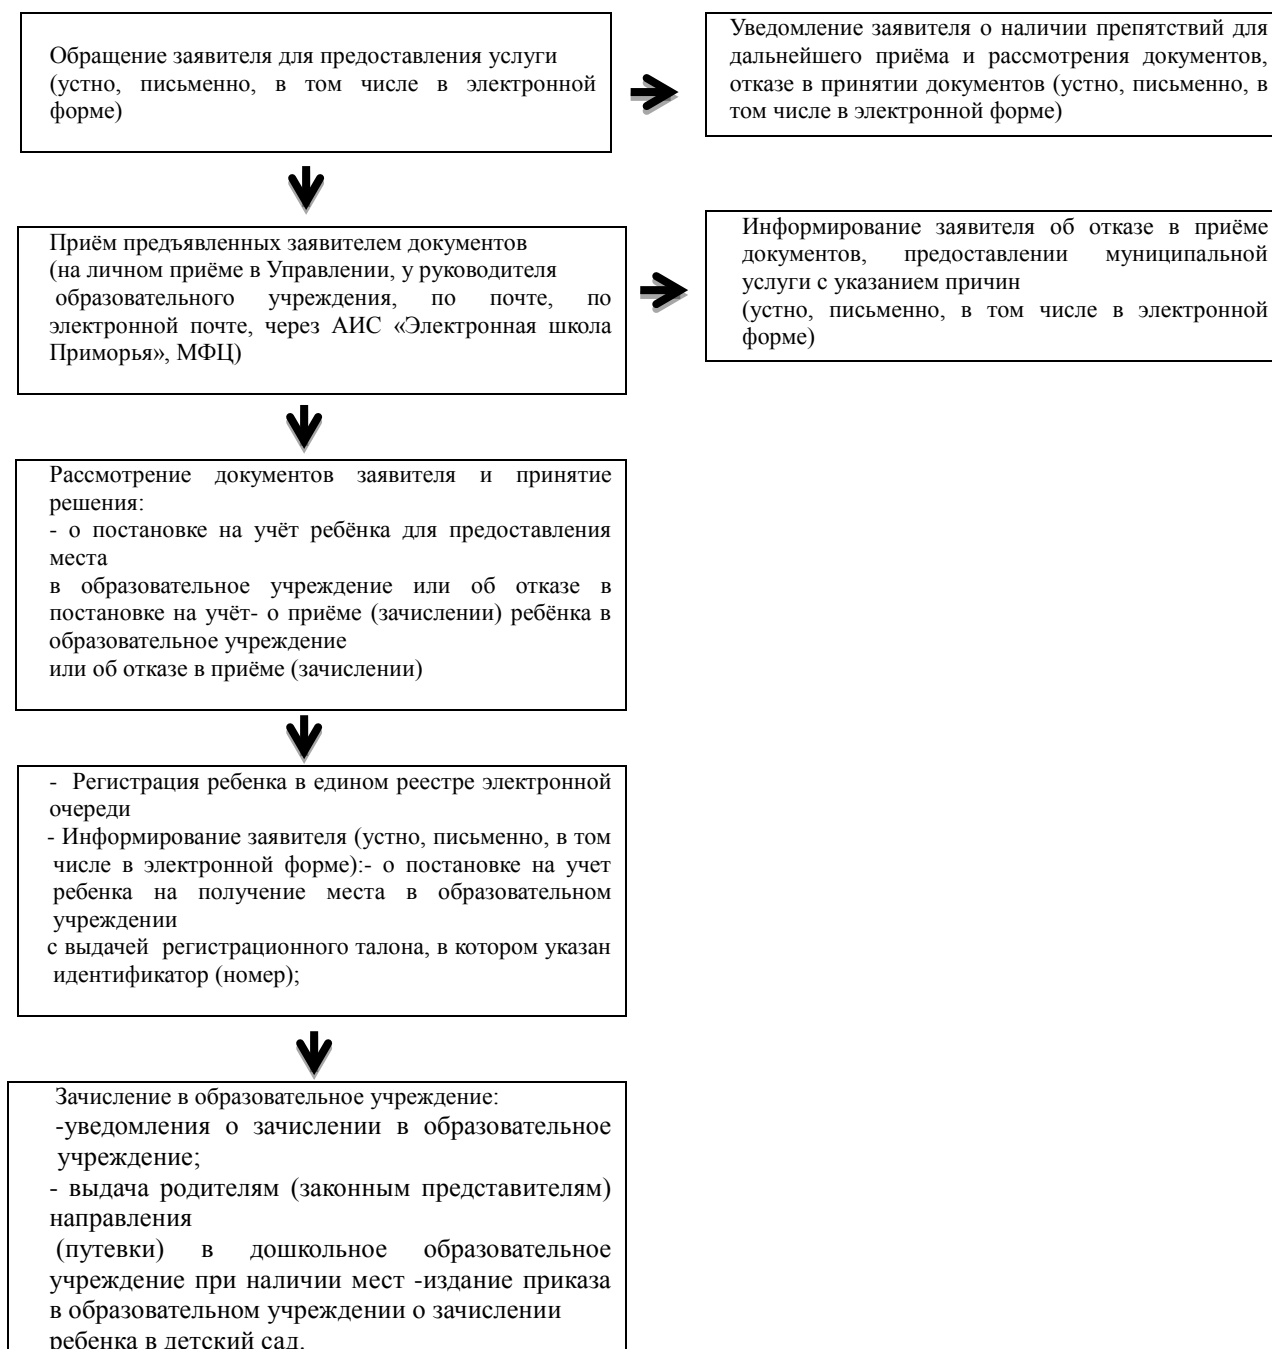 Обращение заявителя для предоставления услуги
(устно, письменно, в том числе в электронной
форме)
Уведомление заявителя о наличии препятствий для
дальнейшего приёма и рассмотрения документов,
отказе в принятии документов (устно, письменно, в
том числе в электронной форме)
Приём предъявленных заявителем документов
(на личном приёме в Управлении, у руководителя
образовательного учреждения, по почте, по
электронной почте, через АИС «Электронная школа
Приморья», МФЦ)
Информирование заявителя об отказе в приёме
документов, предоставлении муниципальной
услуги с указанием причин
(устно, письменно, в том числе в электронной
форме)
Рассмотрение документов заявителя и принятие
решения:
- о постановке на учёт ребёнка для предоставления
места
в образовательное учреждение или об отказе в
постановке на учёт- о приёме (зачислении) ребёнка в
образовательное учреждение
или об отказе в приёме (зачислении)
- Регистрация ребенка в едином реестре электронной
очереди
- Информирование заявителя (устно, письменно, в том
числе в электронной форме):- о постановке на учет
ребенка на получение места в образовательном
учреждении
с выдачей регистрационного талона, в котором указан
идентификатор (номер);
Зачисление в образовательное учреждение:
-уведомления о зачислении в образовательное
учреждение;
- выдача родителям (законным представителям)
направления
(путевки) в дошкольное образовательное
учреждение при наличии мест -издание приказа
в образовательном учреждении о зачислении
ребенка в детский сад.